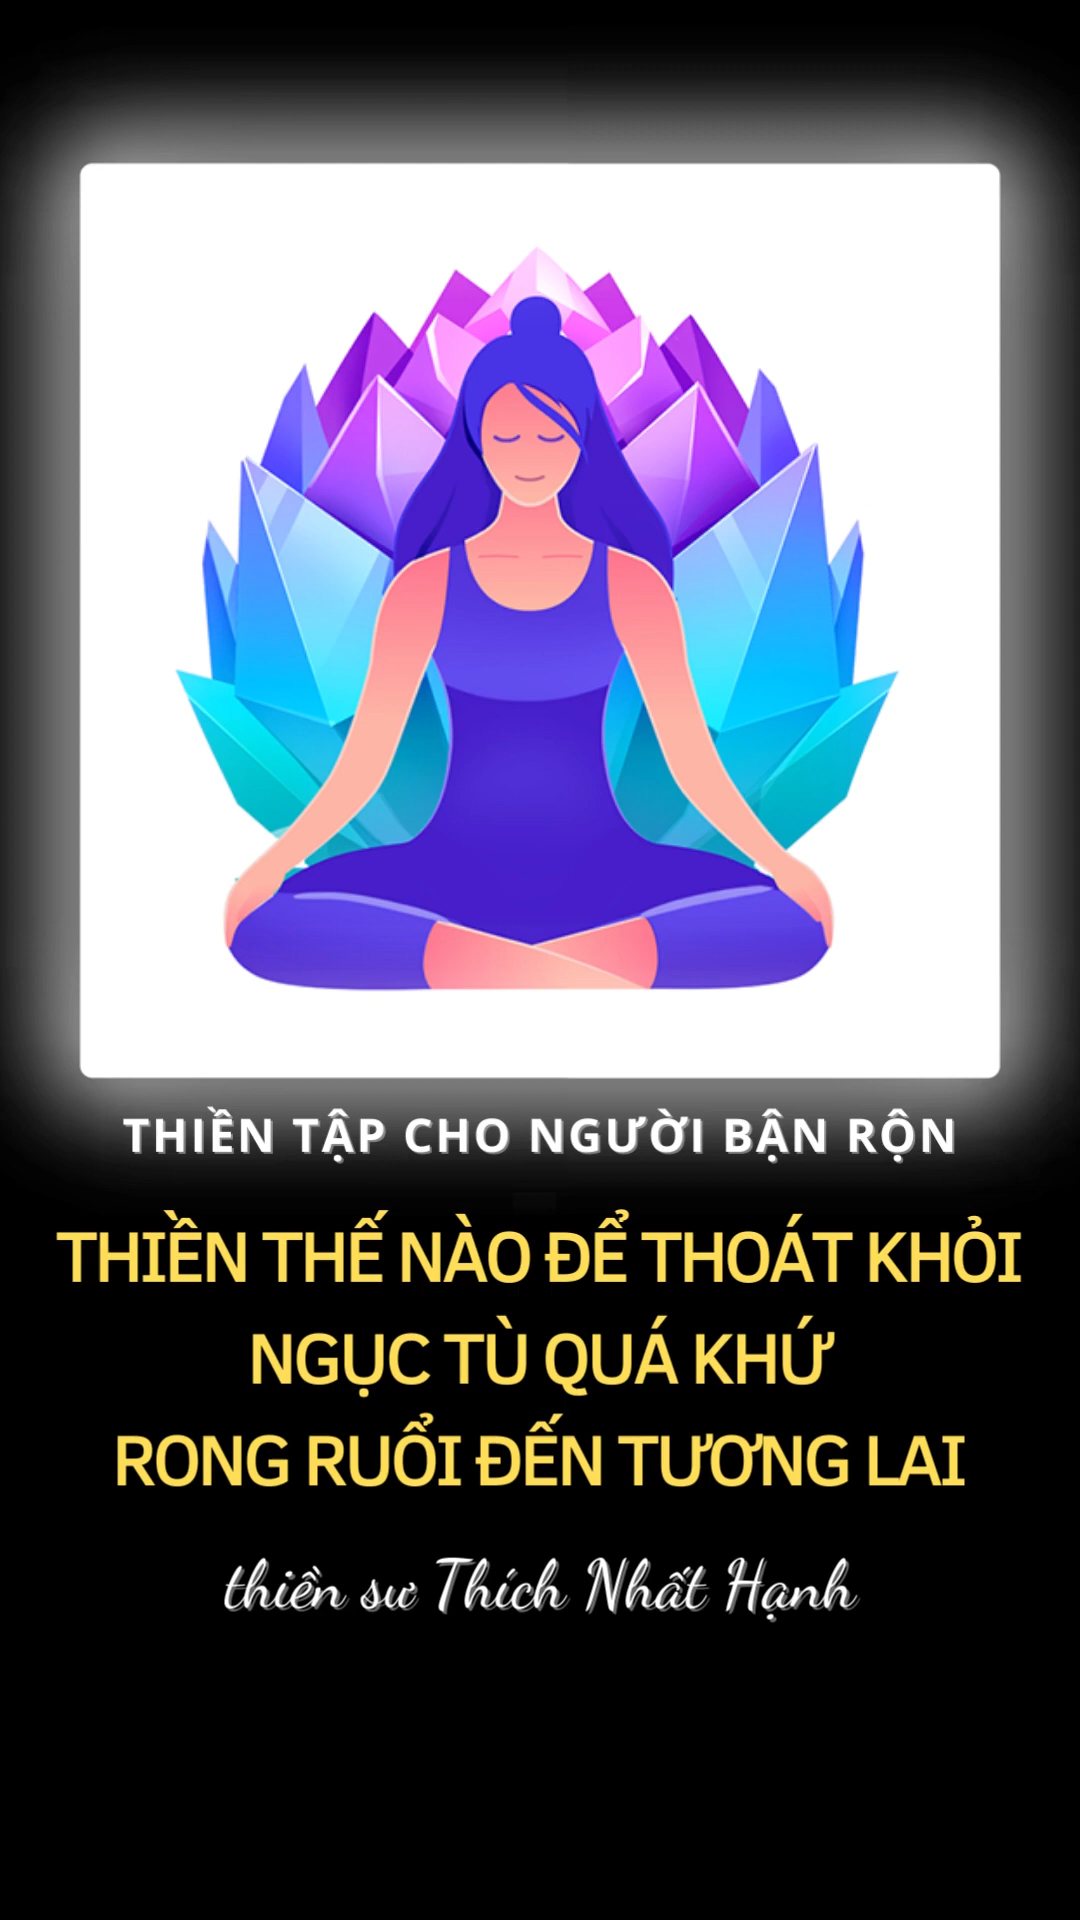 THIỀN TẬP CHO NGƯỜI BẬN RỘN
THIỀN THẾ NÀO ĐỂ THOÁT KHỎI
NGỤC TÙ QUÁ KHỨ
RONG RUỔI ĐẾN TƯƠNG LAI
thiền sư Thích Nhất Hạnh